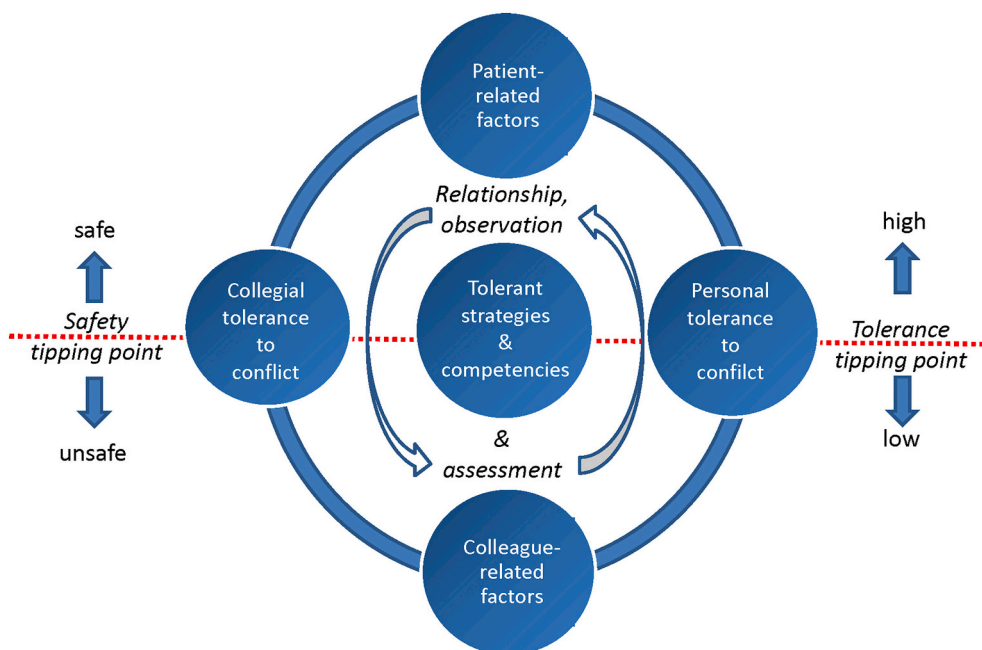 Patient-
related
factors
Relationship,
observation
safe
high
Safety
tipping point
Collegial
tolerance
to
conflict
Tolerant
strategies
&
competencies
Personal
tolerance
to
confilct
Tolerance
tipping point
unsafe
low
&
assessment
Colleague-
related
factors